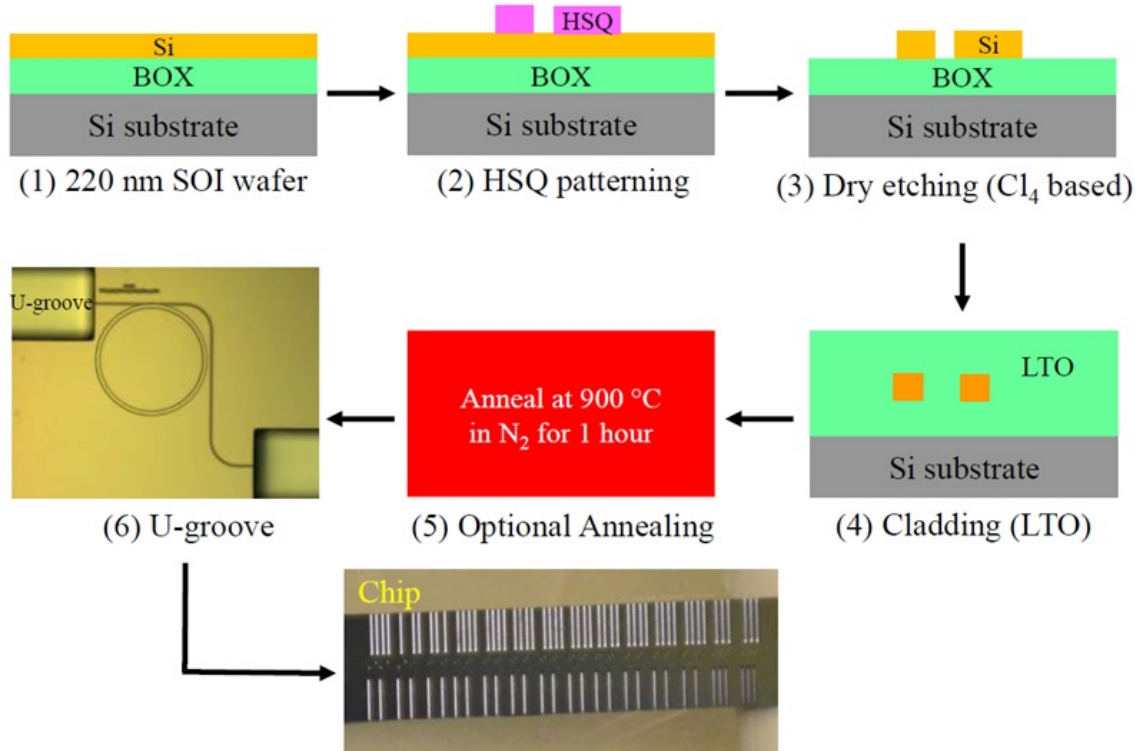 Si
BOX
Si substrate
(1) 220 nm SOI wafer
HSQ
BOX
Si substrate
(2) HSQ patterning
Si
BOX
Si substrate
(3) Dry etching (Cl₄ based)
LTO
Si substrate
(4) Cladding (LTO)
Anneal at 900 °C
in N₂ for 1 hour
(5) Optional Annealing
U-groove
(6) U-groove
Chip